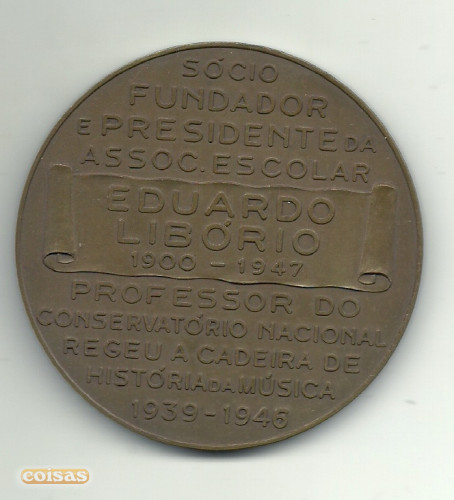 SÓCIO
FUNDADOR
E PRESIDENTE DA
ASSOC. ESCOLAR
EDUARDO
LIBÓRIO
1900 - 1947
PROFESSOR DO
CONSERVATÓRIO NACIONAL
REGEU A CADEIRA DE
HISTÓRIA DA MÚSICA
1939-1946
coisas